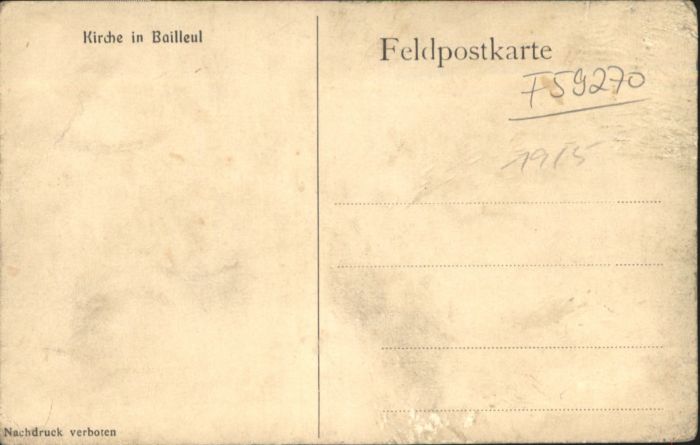 Kirche in Bailleul
Feldpostkarte
F59270
1915
Nachdruck verboten